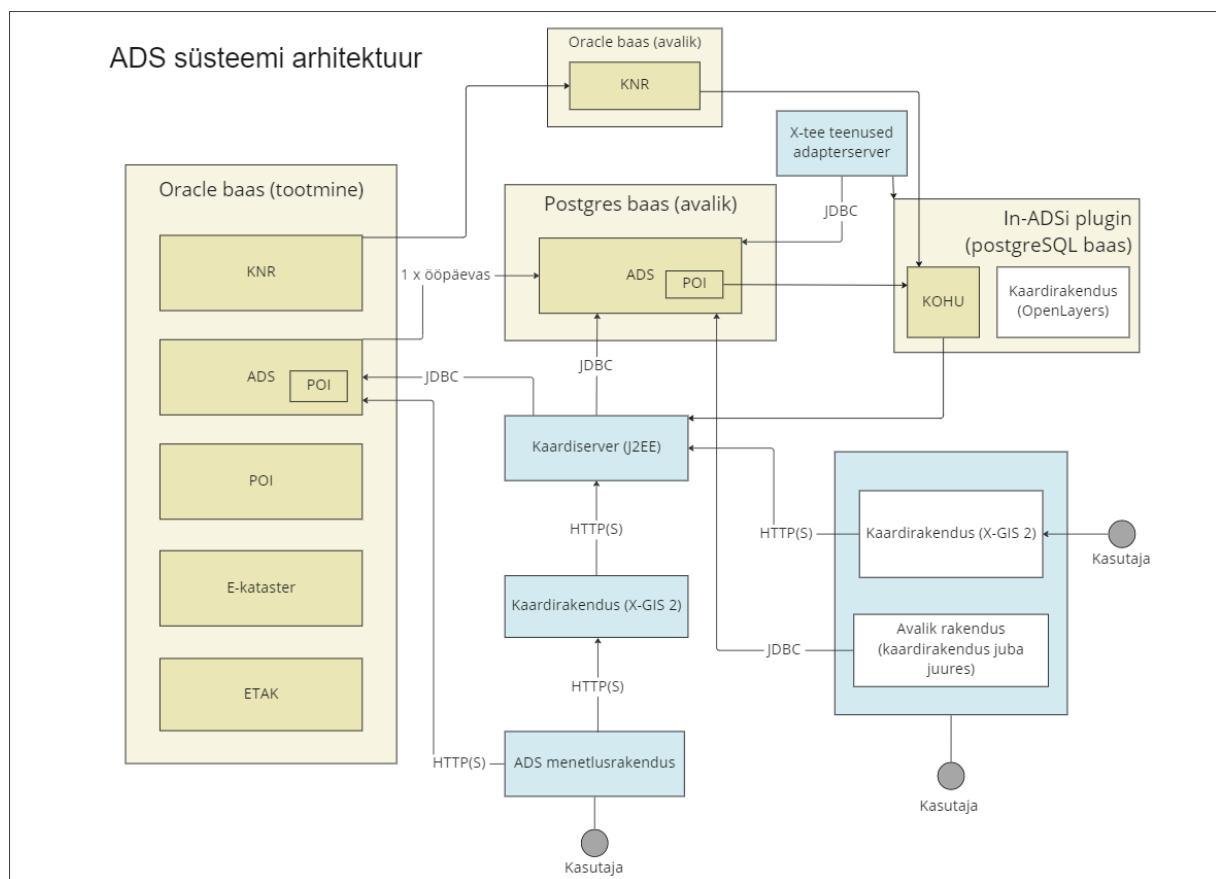 ADS süsteemi arhitektuur
Oracle baas (avalik)
KNR
X-tee teenused
adapterserver
Oracle baas (tootmine)
KNR
ADS
POI
POI
E-kataster
ETAK
Postgres baas (avalik)
ADS
POI
1 x ööpäevas
JDBC
In-ADSi plugin
(postgreSQL baas)
KOHU
Kaardirakendus
(OpenLayers)
JDBC
JDBC
Kaardiserver (J2EE)
HTTP(S)
Kaardirakendus (X-GIS 2)
HTTP(S)
HTTP(S)
ADS menetlusrakendus
Kasutaja
HTTP(S)
Kaardirakendus (X-GIS 2)
Kasutaja
JDBC
Avalik rakendus
(kaardirakendus juba
juures)
Kasutaja